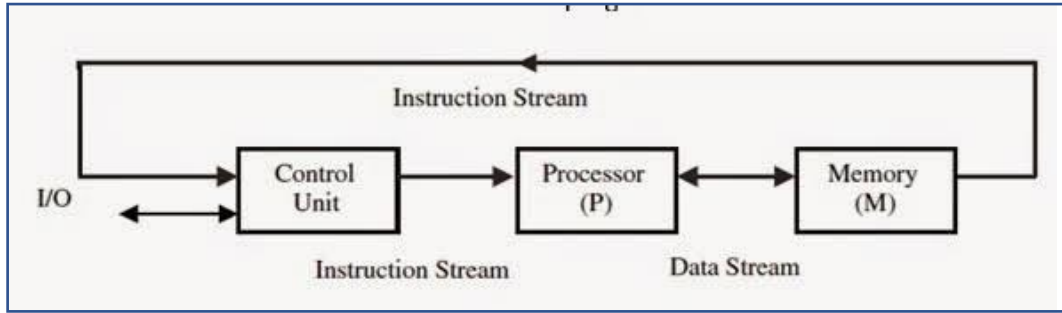 Instruction Stream
Control
Unit
Processor
(P)
Memory
(M)
I/O
Instruction Stream
Data Stream